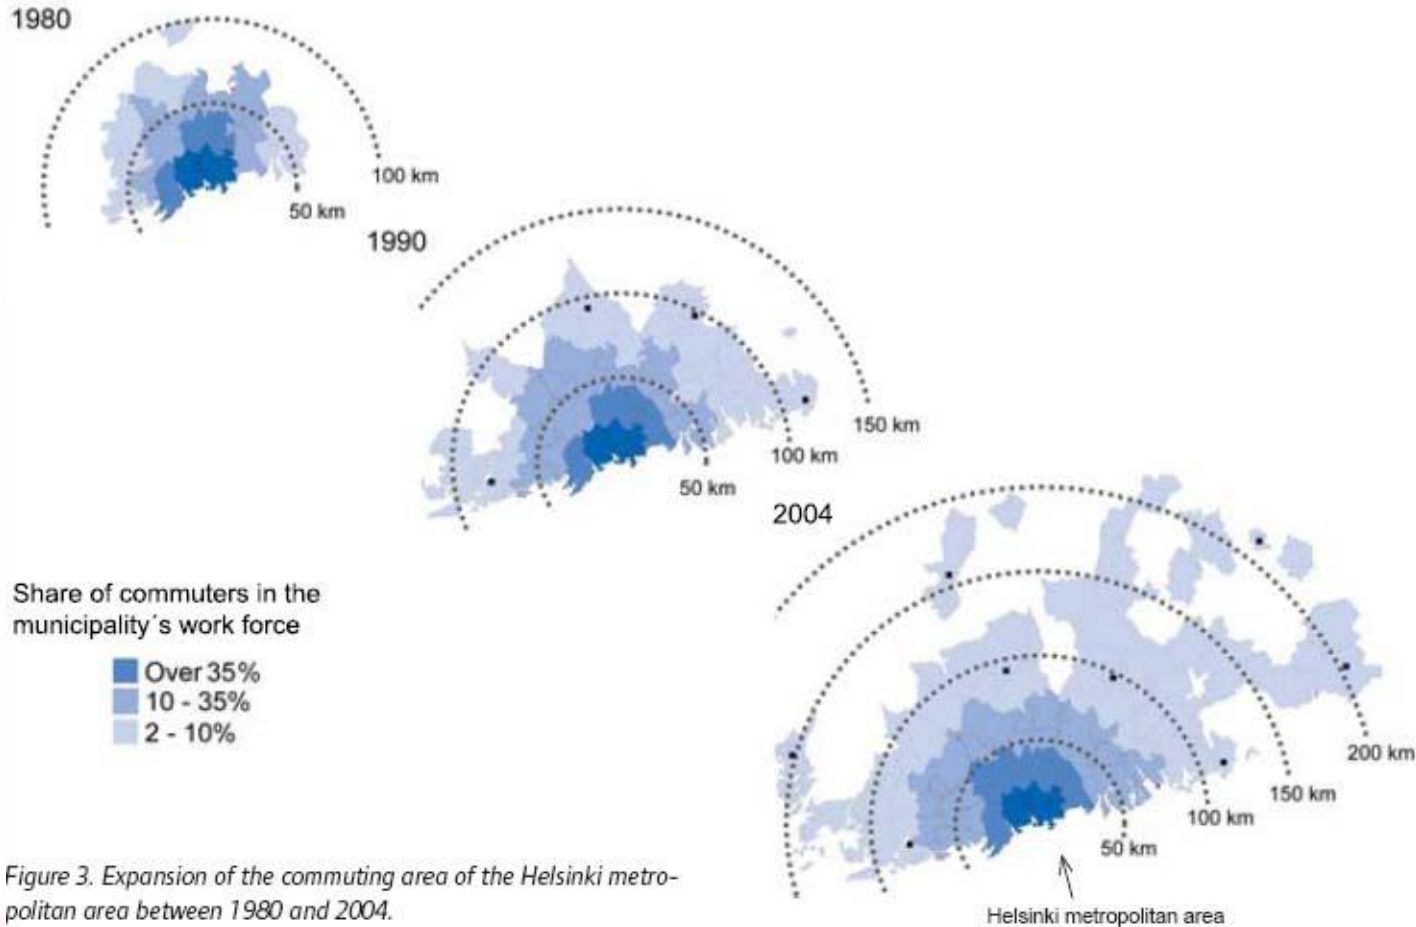 1980
100 km
50 km
1990
150 km
100 km
50 km
2004
Share of commuters in the
municipality´s work force
Over 35%
10 - 35%
2 - 10%
200 km
150 km
100 km
50 km
Figure 3. Expansion of the commuting area of the Helsinki metro-
politan area between 1980 and 2004.
Helsinki metropolitan area